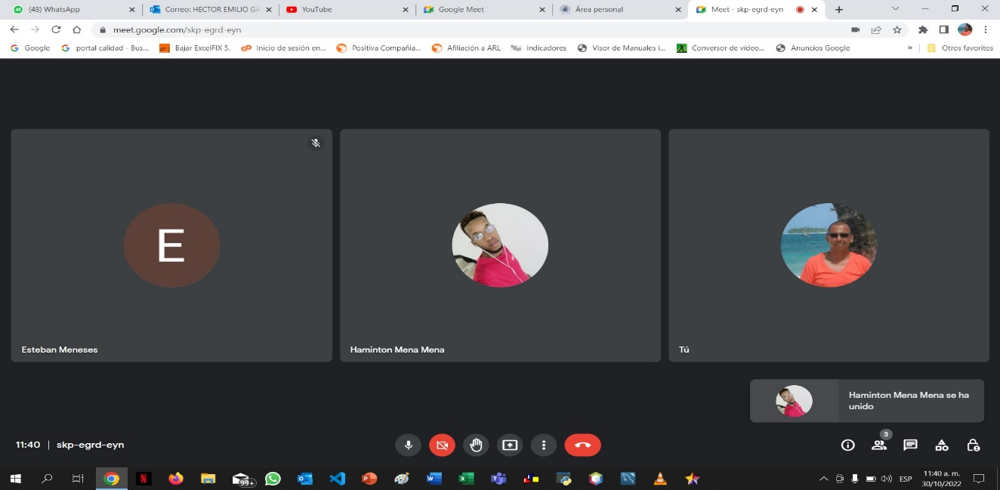 (48) WhatsApp
Correo: HECTOR EMILIO GA
YouTube
Google Meet
Área personal
Meet - skp-egrd-eyn
meet.google.com/skp-egrd-eyn
Google
portal calidad - Bus...
Bajar ExcelFIX 5.
Inicio de sesión en...
Positiva Compañia...
Afiliación a ARL
indicadores
Visor de Manuales i...
Conversor de vídeo...
Anuncios Google
»
Otros favoritos
E
Esteban Meneses
Haminton Mena Mena
Tú
Haminton Mena Mena se ha
unido
11:40 | skp-egrd-eyn
3
99+
ESP
11:40 a. m.
30/10/2022